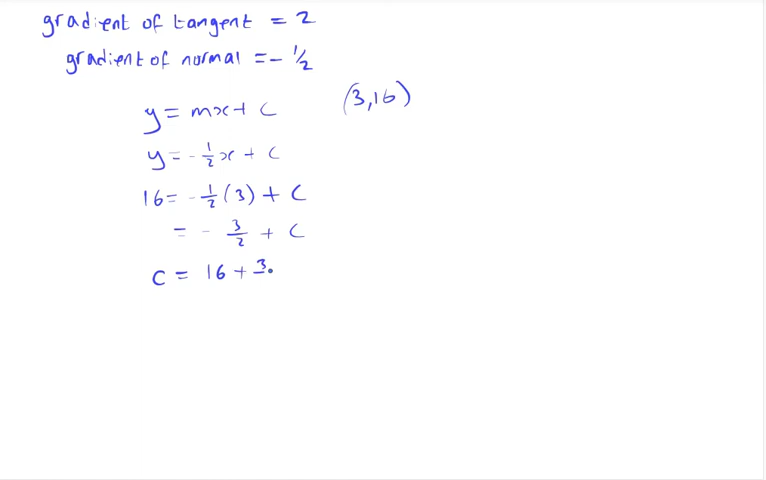 gradient of tangent = 2
gradient of normal = - 1/2
y = mx + c (3,16)
y = - 1/2 x + c
16 = - 1/2 (3) + c
= - 3/2 + c
c = 16 + 3